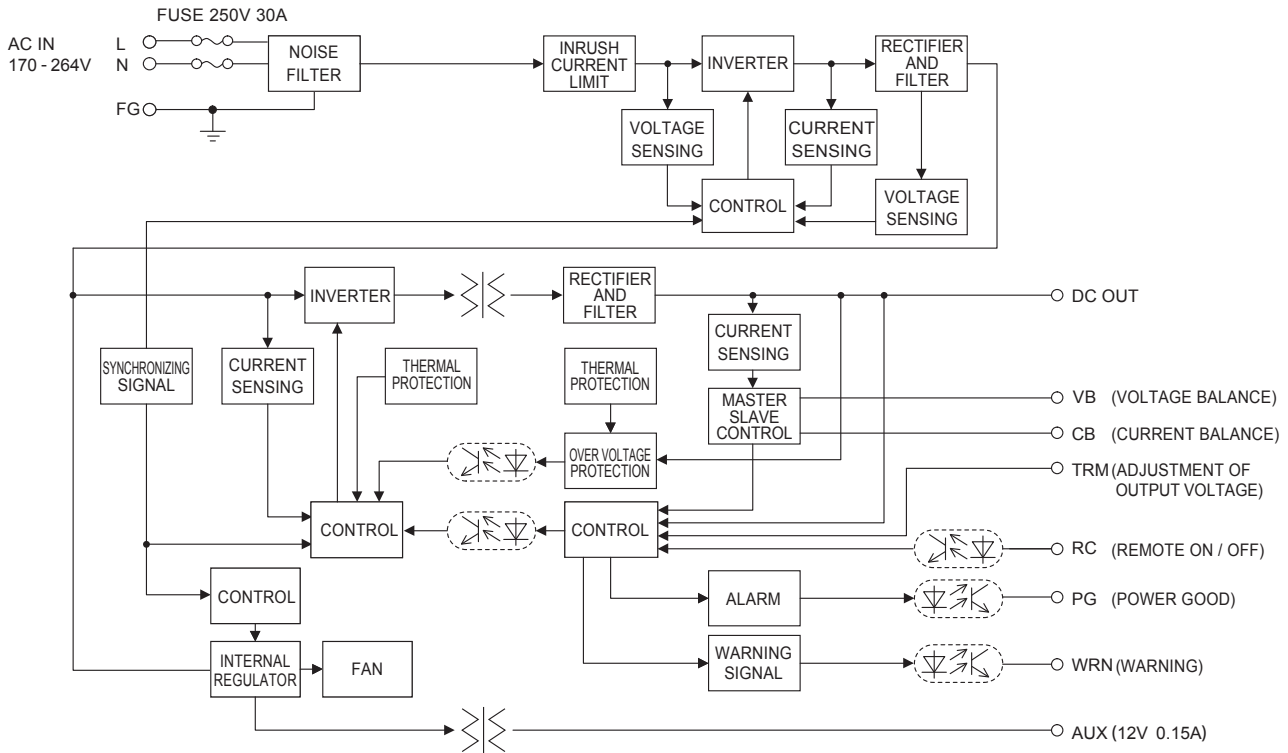 FUSE 250V 30A
AC IN
170 - 264V
L
N
FG
NOISE
FILTER
INRUSH
CURRENT
LIMIT
INVERTER
RECTIFIER
AND
FILTER
VOLTAGE
SENSING
CURRENT
SENSING
CONTROL
VOLTAGE
SENSING
INVERTER
RECTIFIER
AND
FILTER
DC OUT
SYNCHRONIZING
SIGNAL
CURRENT
SENSING
THERMAL
PROTECTION
THERMAL
PROTECTION
CURRENT
SENSING
MASTER
SLAVE
CONTROL
VB (VOLTAGE BALANCE)
CB (CURRENT BALANCE)
OVER VOLTAGE
PROTECTION
TRM (ADJUSTMENT OF
OUTPUT VOLTAGE)
CONTROL
CONTROL
RC (REMOTE ON / OFF)
CONTROL
ALARM
PG (POWER GOOD)
INTERNAL
REGULATOR
FAN
WARNING
SIGNAL
WRN (WARNING)
AUX (12V 0.15A)